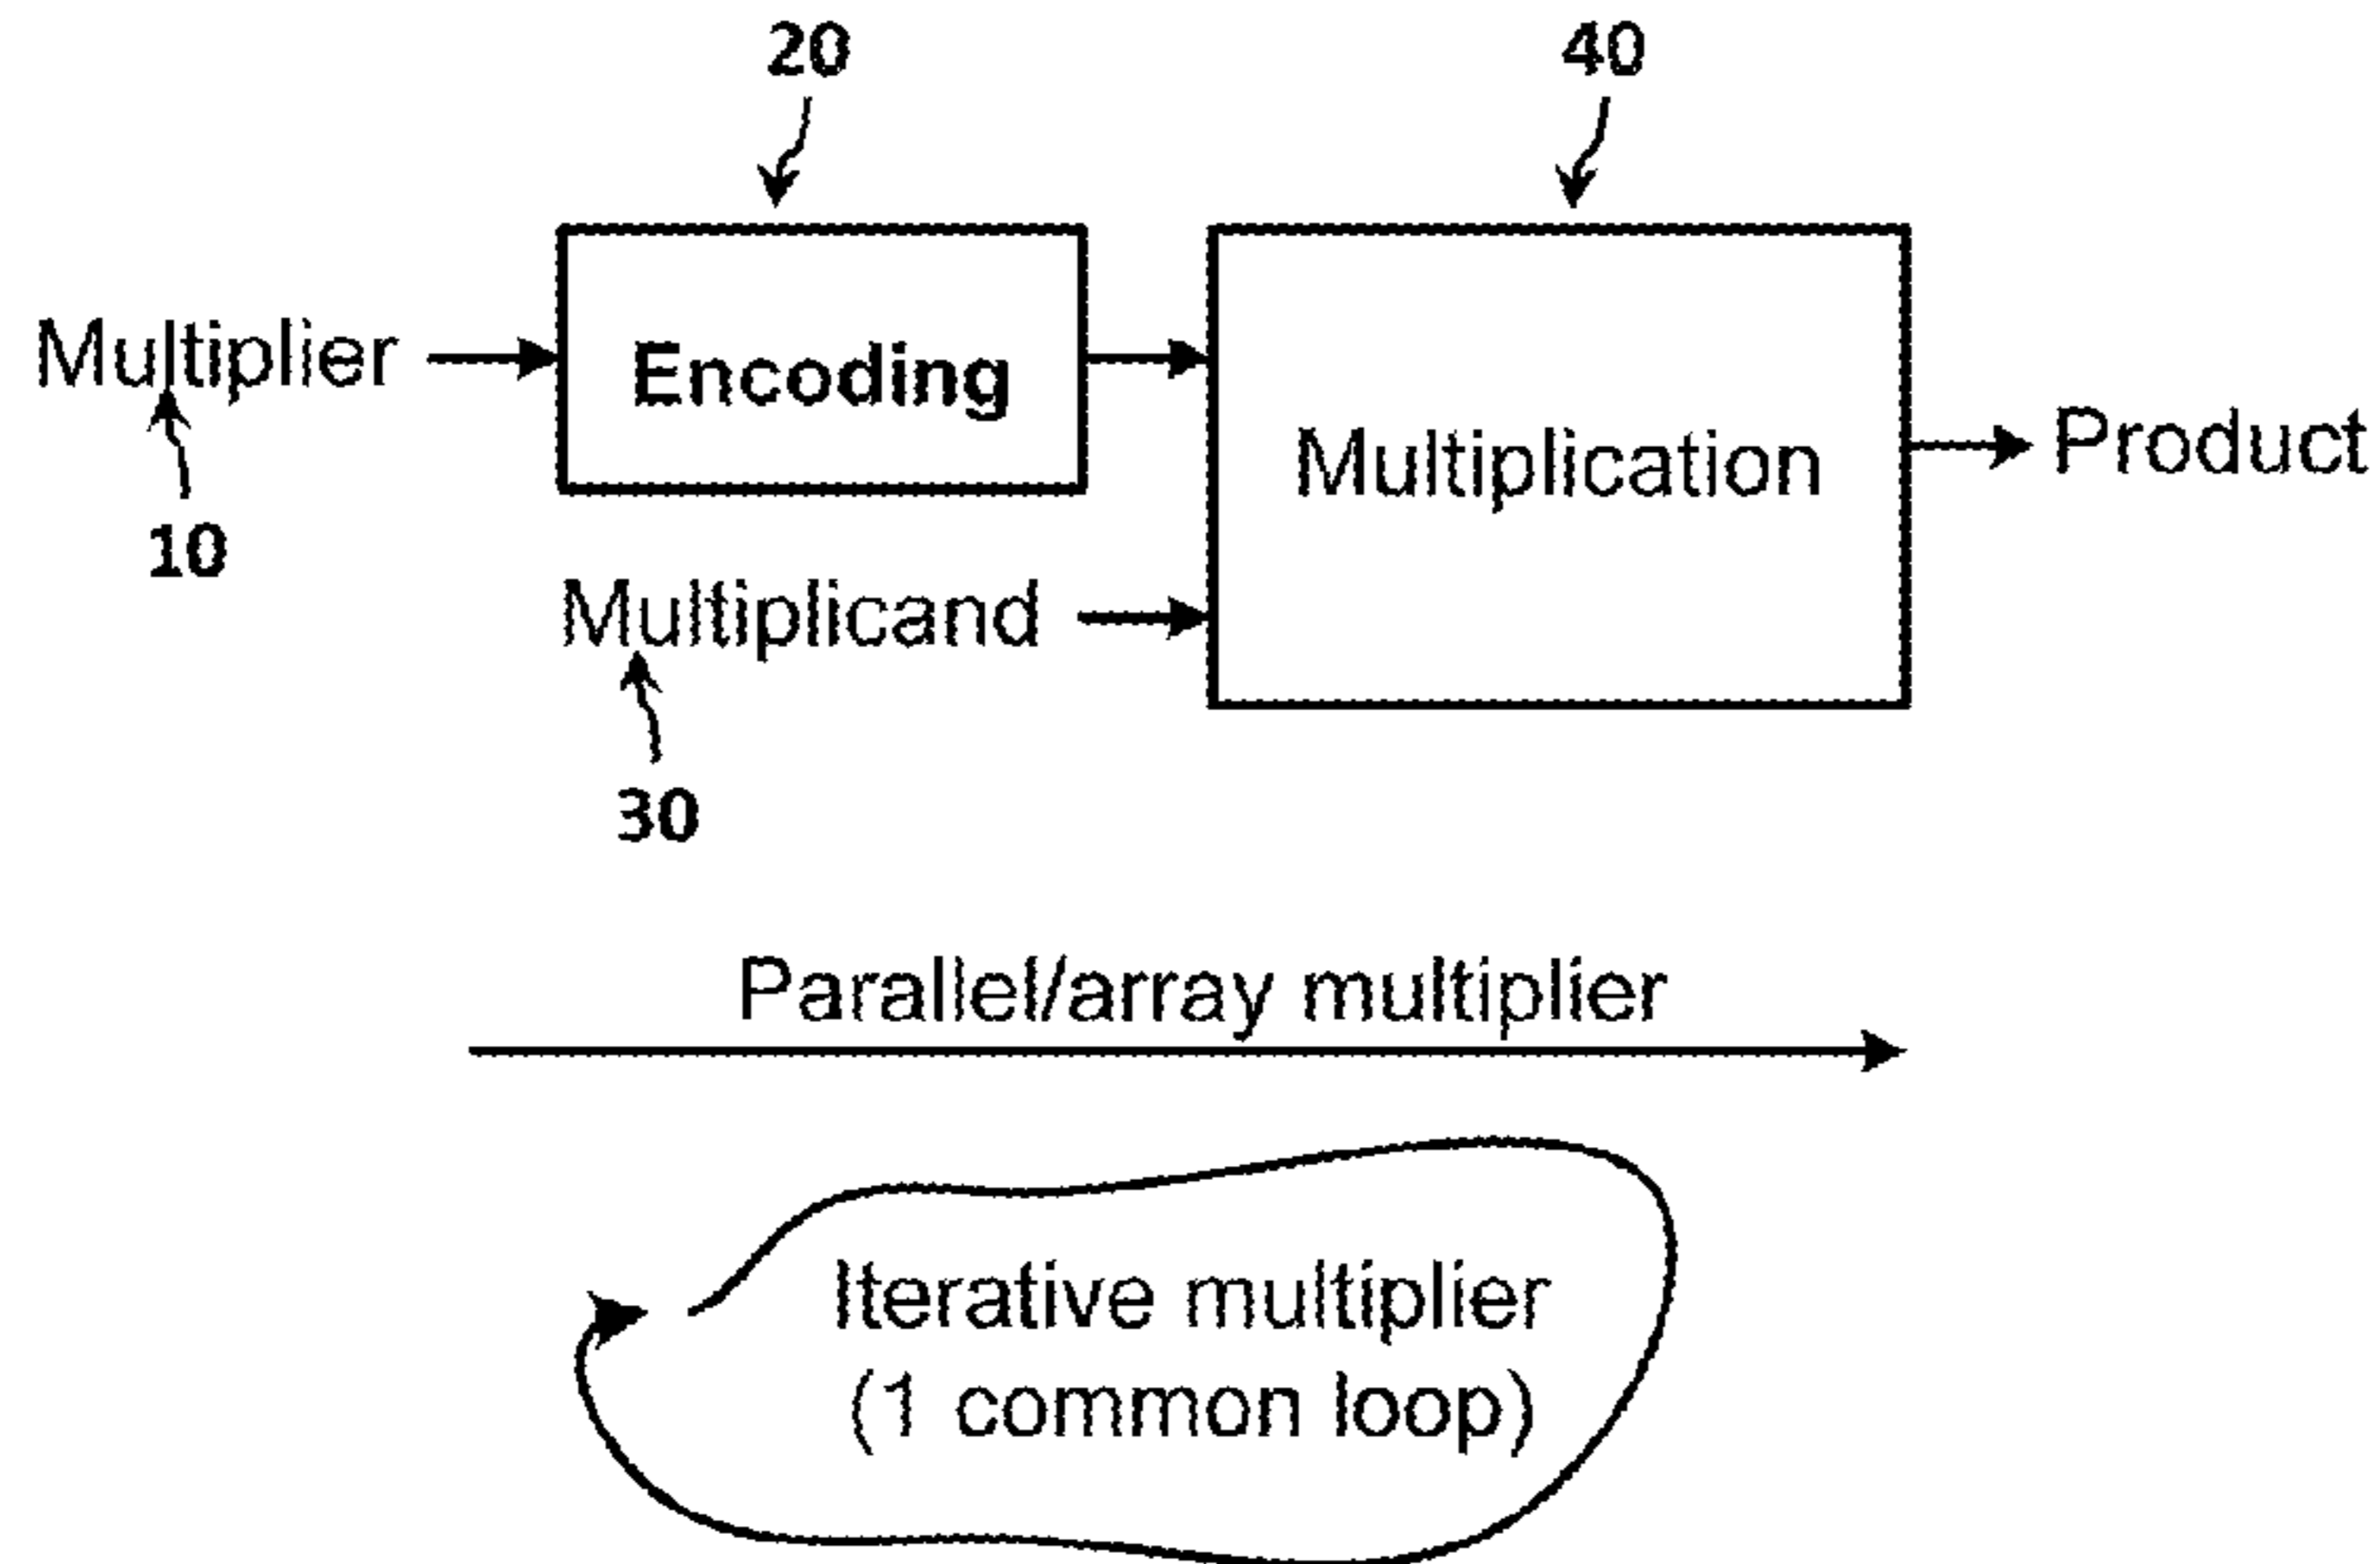 20
40
Multiplier
Encoding
Multiplication
Product
10
Multiplicand
30
Parallel/array multiplier
Iterative multiplier
(1 common loop)